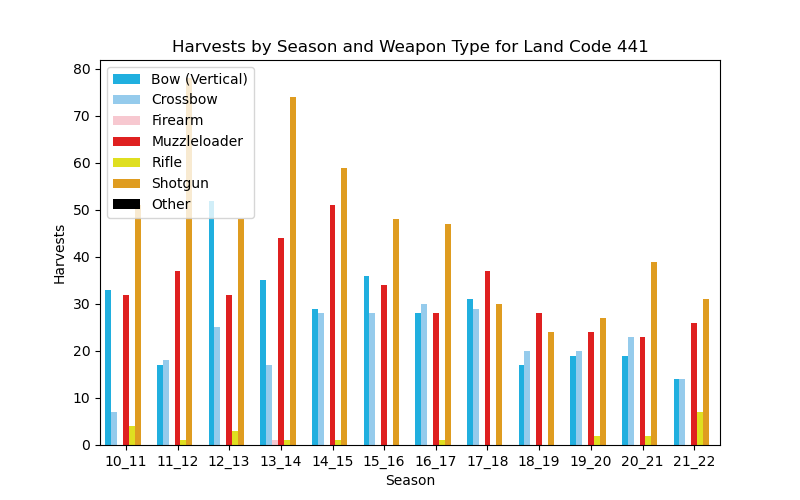 Harvests by Season and Weapon Type for Land Code 441
80
70
60
50
40
30
20
10
0
Harvests
Bow (Vertical)
Crossbow
Firearm
Muzzleloader
Rifle
Shotgun
Other
10_11 11_12 12_13 13_14 14_15 15_16 16_17 17_18 18_19 19_20 20_21 21_22
Season